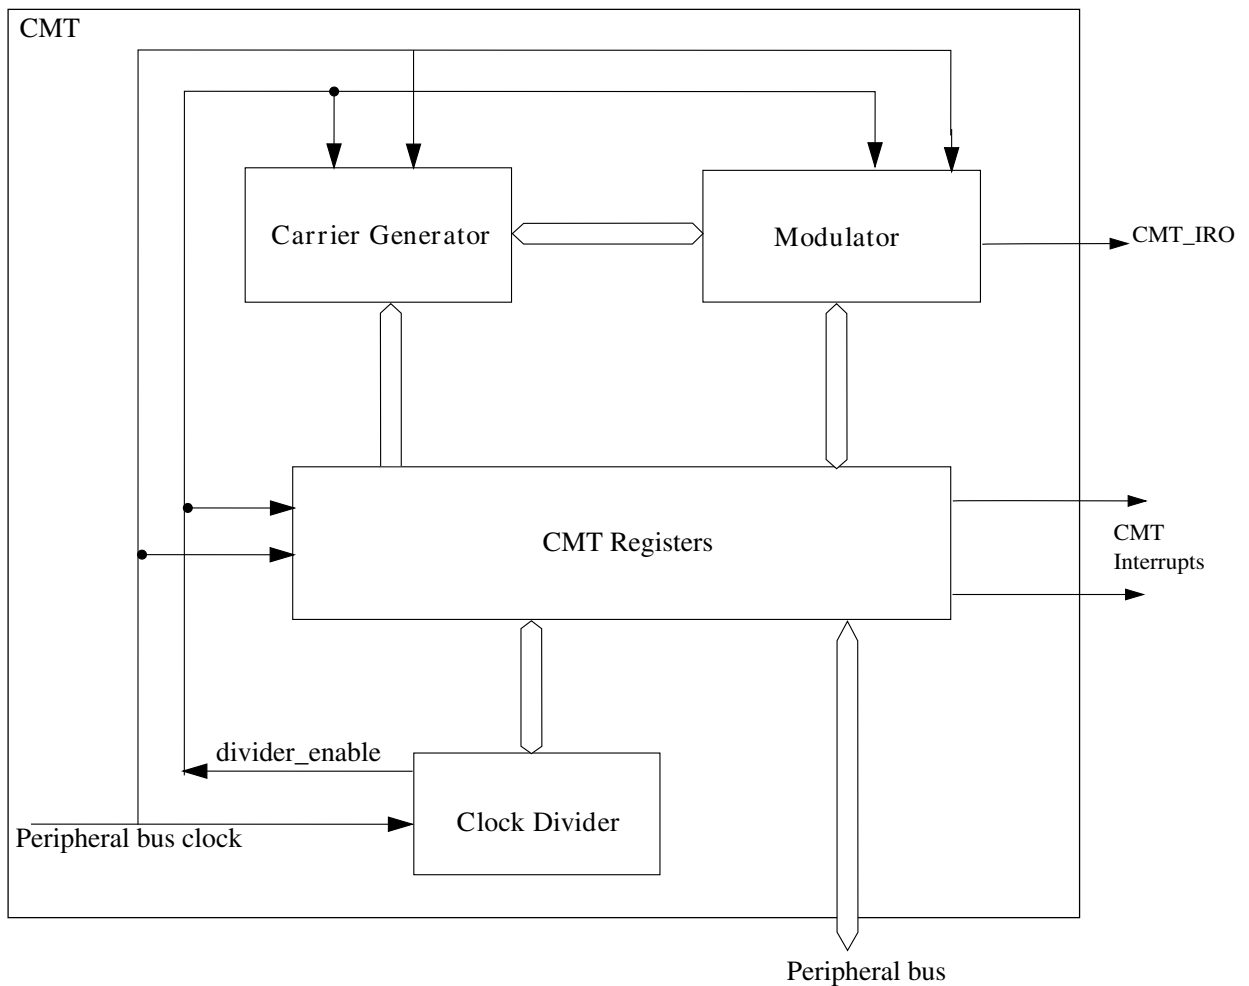 CMT
Carrier Generator
Modulator
CMT_IRO
CMT Registers
CMT
Interrupts
divider_enable
Clock Divider
Peripheral bus clock
Peripheral bus